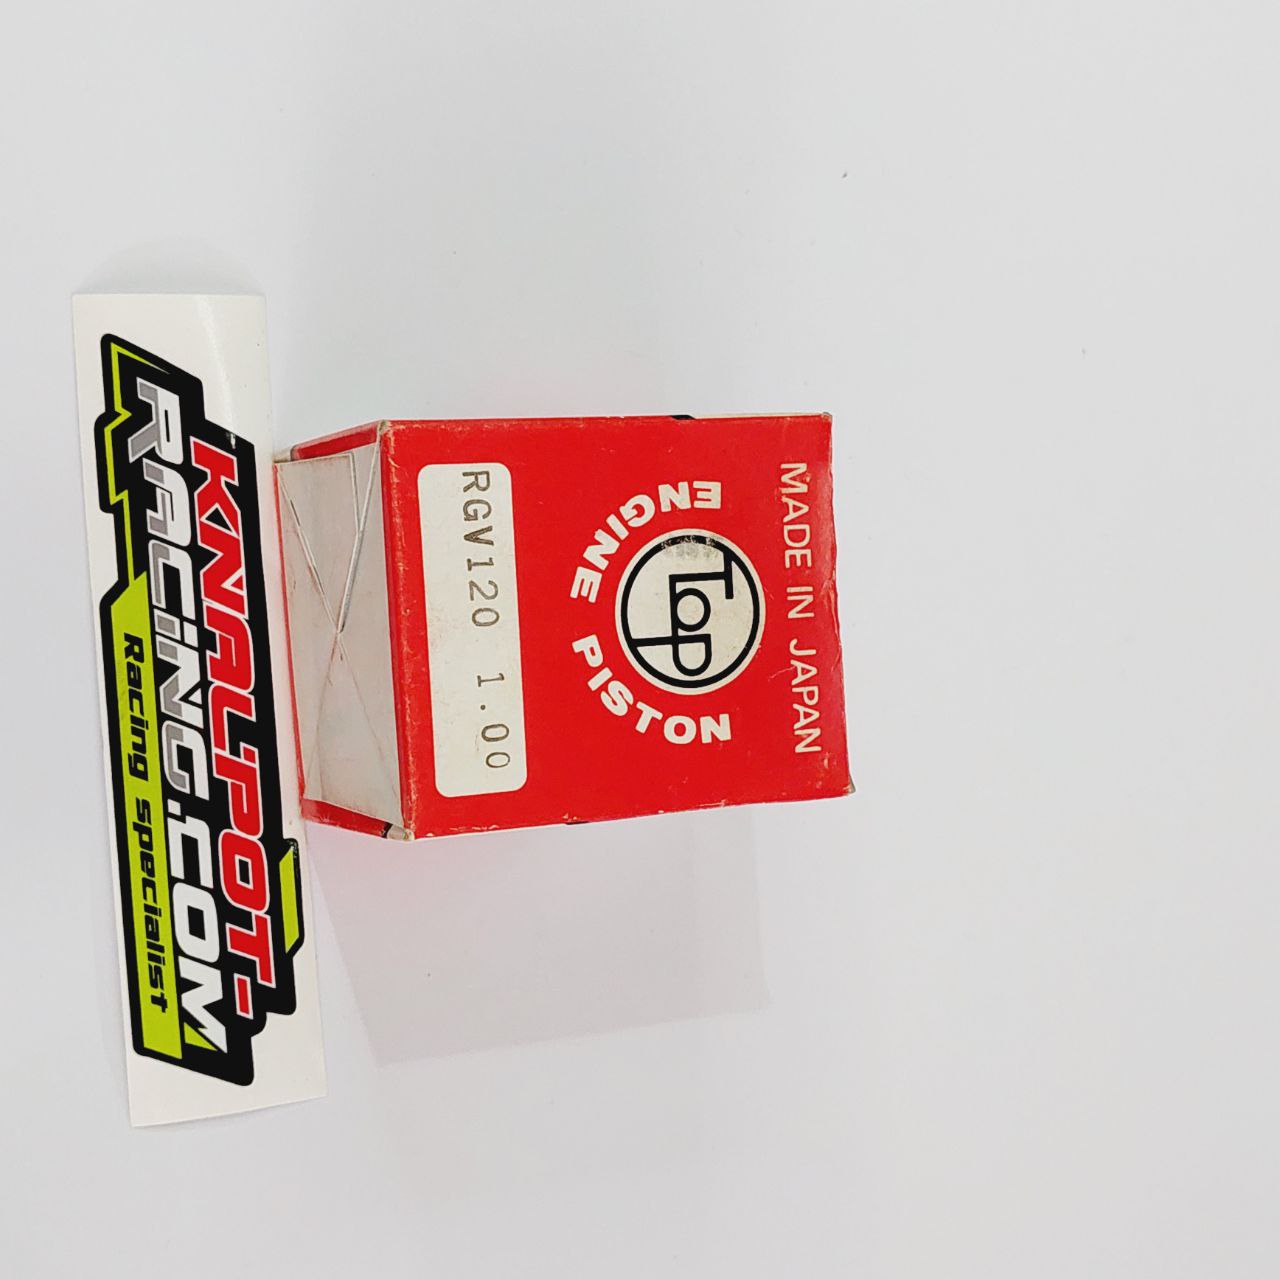 MADE IN JAPAN
ENGINE PISTON
TOP
RGV120 1.00
KNALPOT-
RACING.COM
Racing specialist